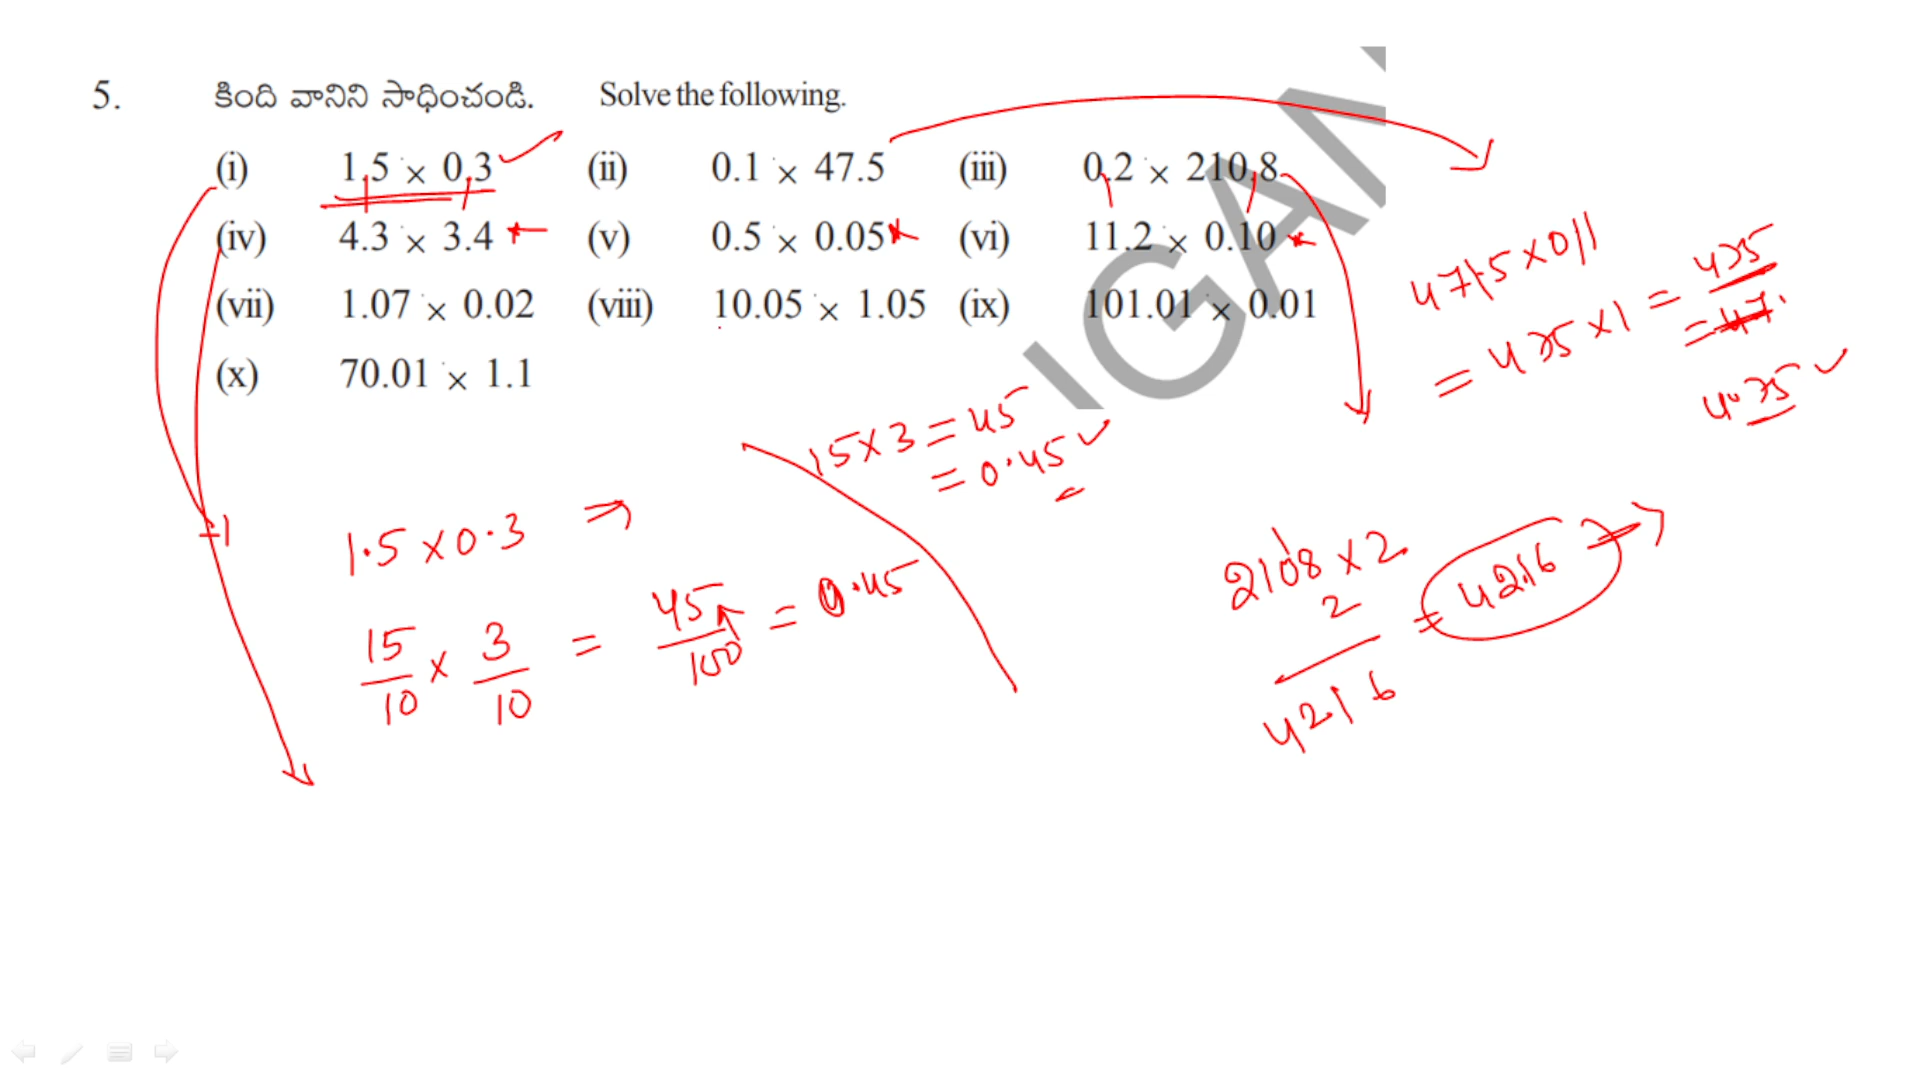 5. కింది వానిని సాధించండి. Solve the following.
(i) 1.5 × 0.3 (ii) 0.1 × 47.5 (iii) 0.2 × 210.8
(iv) 4.3 × 3.4 (v) 0.5 × 0.05 (vi) 11.2 × 0.10
(vii) 1.07 × 0.02 (viii) 10.05 × 1.05 (ix) 101.01 × 0.01
(x) 70.01 × 1.1
IGAN
= 475 × 1 = 475
4.75
15 × 3 = 45
= 0.45
1.5 × 0.3 ⇒
15/10 × 3/10 = 45/100 = 0.45
2108 × 2
2
4216
= 42.16